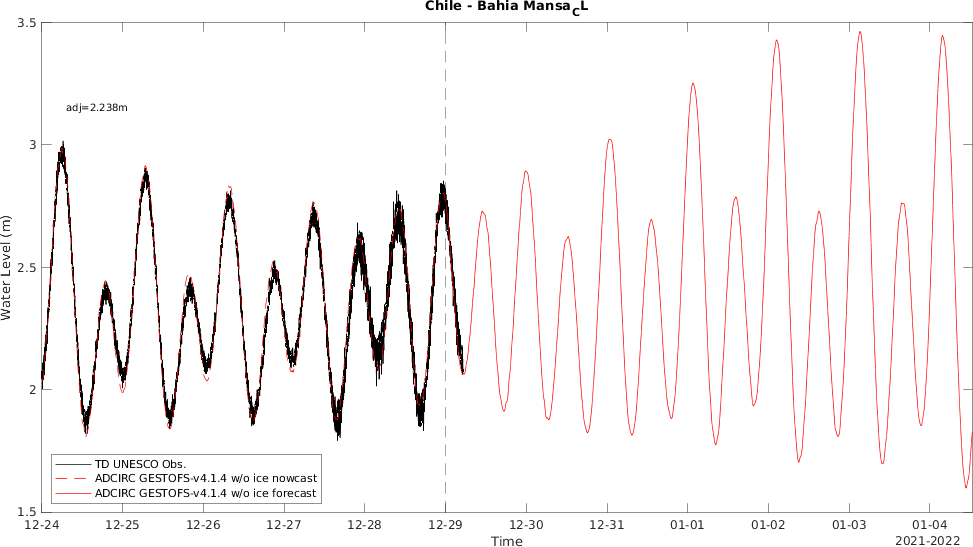 Chile - Bahia Mansa_CL
3.5
adj=2.238m
3
2.5
Water Level (m)
2
TD UNESCO Obs.
ADCIRC GESTOFS-v4.1.4 w/o ice nowcast
ADCIRC GESTOFS-v4.1.4 w/o ice forecast
1.5
12-24 12-25 12-26 12-27 12-28 12-29 12-30 12-31 01-01 01-02 01-03 01-04
Time
2021-2022